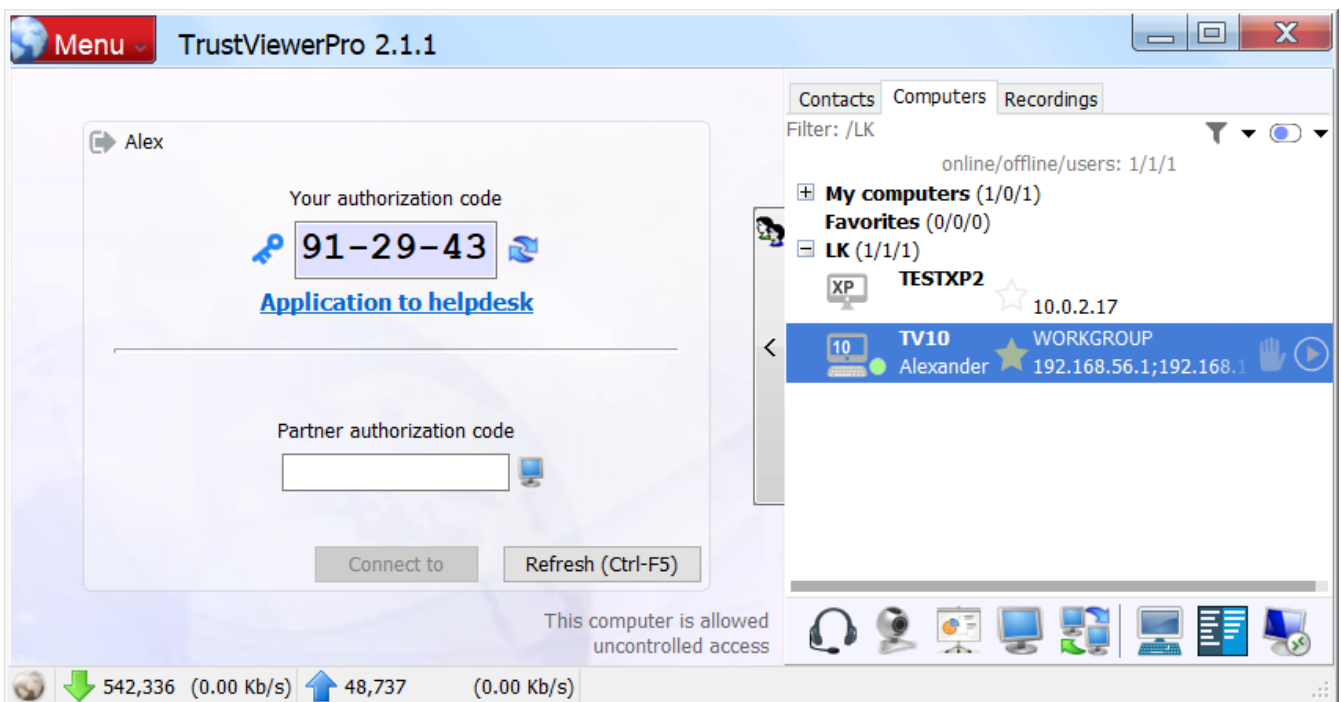 Menu TrustViewerPro 2.1.1
Alex
Your authorization code
91-29-43
Application to helpdesk
Partner authorization code
Connect to Refresh (Ctrl-F5)
This computer is allowed
uncontrolled access
Contacts Computers Recordings
Filter: /LK
online/offline/users: 1/1/1
My computers (1/0/1)
Favorites (0/0/0)
LK (1/1/1)
XP TESTXP2
10.0.2.17
10 TV10 WORKGROUP
Alexander 192.168.56.1;192.168.1
542,336 (0.00 Kb/s) 48,737 (0.00 Kb/s)